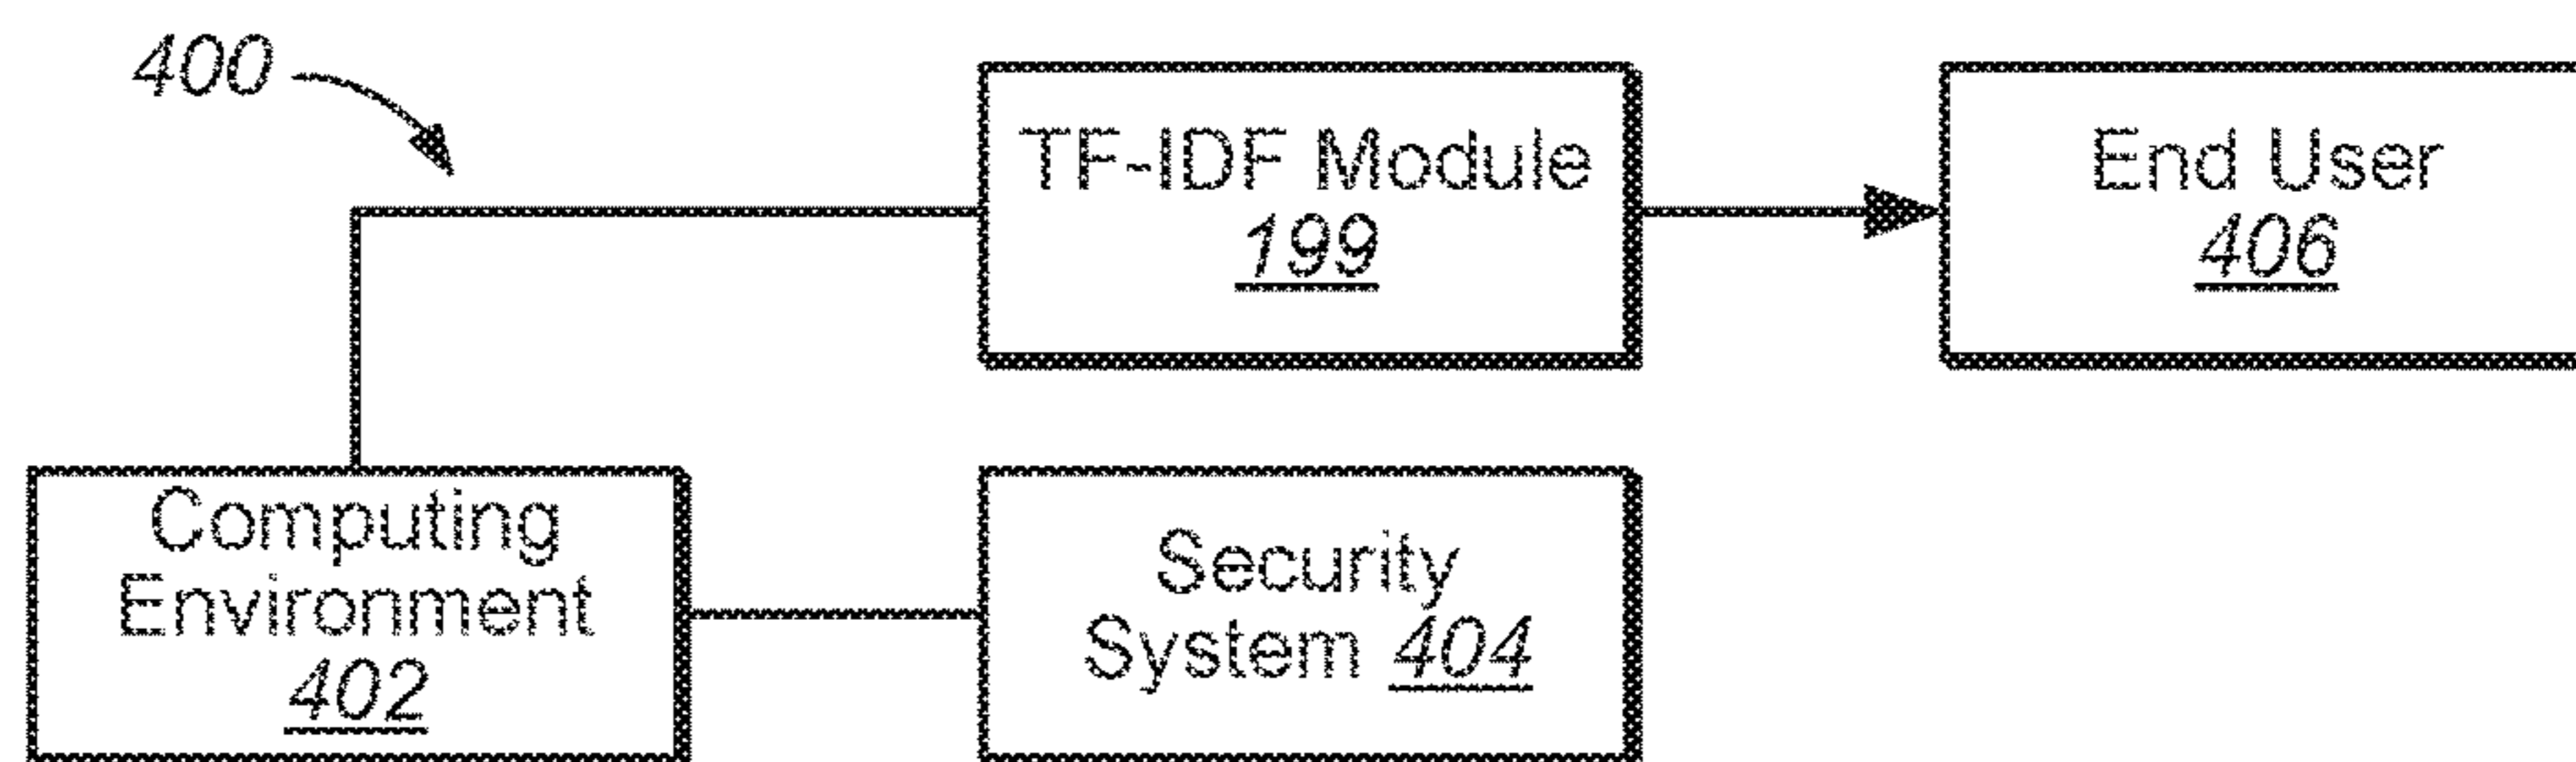 400
TF-IDF Module
199
End User
406
Computing
Environment
402
Security
System 404